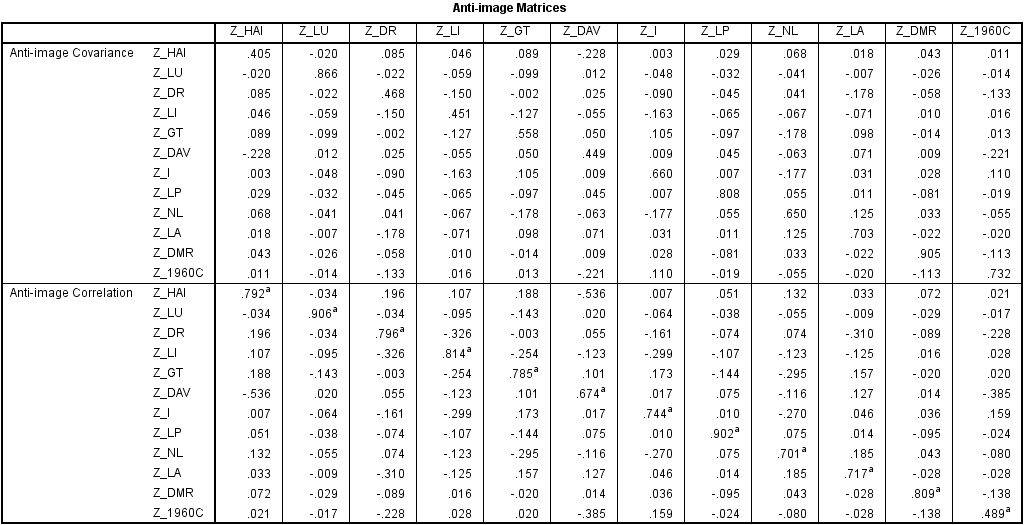 Anti-image Matrices
Z_HAI Z_LU Z_DR Z_LI Z_GT Z_DAV Z_I Z_LP Z_NL Z_LA Z_DMR Z_1960C
Anti-image Covariance Z_HAI .405 -.020 .085 .046 .089 -.228 .003 .029 .068 .018 .043 .011
Z_LU -.020 .866 -.022 -.059 -.099 .012 -.048 -.032 -.041 -.007 -.026 -.014
Z_DR .085 -.022 .468 -.150 -.002 .025 -.090 -.045 .041 -.178 -.058 -.133
Z_LI .046 -.059 -.150 .451 -.127 -.055 -.163 -.065 -.067 -.071 .010 .016
Z_GT .089 -.099 -.002 -.127 .558 .050 .105 -.097 -.178 .098 -.014 .013
Z_DAV -.228 .012 .025 -.055 .050 .449 .009 .045 -.063 .071 .009 -.221
Z_I .003 -.048 -.090 -.163 .105 .009 .660 .007 -.177 .031 .028 .110
Z_LP .029 -.032 -.045 -.065 -.097 .045 .007 .808 .055 .011 -.081 -.019
Z_NL .068 -.041 .041 -.067 -.178 -.063 -.177 .055 .650 .125 .033 -.055
Z_LA .018 -.007 -.178 -.071 .098 .071 .031 .011 .125 .703 -.022 -.020
Z_DMR .043 -.026 -.058 .010 -.014 .009 .028 -.081 .033 -.022 .905 -.113
Z_1960C .011 -.014 -.133 .016 .013 -.221 .110 -.019 -.055 -.020 -.113 .732
Anti-image Correlation Z_HAI .792a -.034 .196 .107 .188 -.536 .007 .051 .132 .033 .072 .021
Z_LU -.034 .906a -.034 -.095 -.143 .020 -.064 -.038 -.055 -.009 -.029 -.017
Z_DR .196 -.034 .796a -.326 -.003 .055 -.161 -.074 .074 -.310 -.089 -.228
Z_LI .107 -.095 -.326 .814a -.254 -.123 -.299 -.107 -.123 -.125 .016 .028
Z_GT .188 -.143 -.003 -.254 .785a .101 .173 -.144 -.295 .157 -.020 .020
Z_DAV -.536 .020 .055 -.123 .101 .674a .017 .075 -.116 .127 .014 -.385
Z_I .007 -.064 -.161 -.299 .173 .017 .744a .010 -.270 .046 .036 .159
Z_LP .051 -.038 -.074 -.107 -.144 .075 .010 .902a .075 .014 -.095 -.024
Z_NL .132 -.055 .074 -.123 -.295 -.116 -.270 .075 .701a .185 .043 -.080
Z_LA .033 -.009 -.310 -.125 .157 .127 .046 .014 .185 .717a -.028 -.028
Z_DMR .072 -.029 -.089 .016 -.020 .014 .036 -.095 .043 -.028 .809a -.138
Z_1960C .021 -.017 -.228 .028 .020 -.385 .159 -.024 -.080 -.028 -.138 .489a